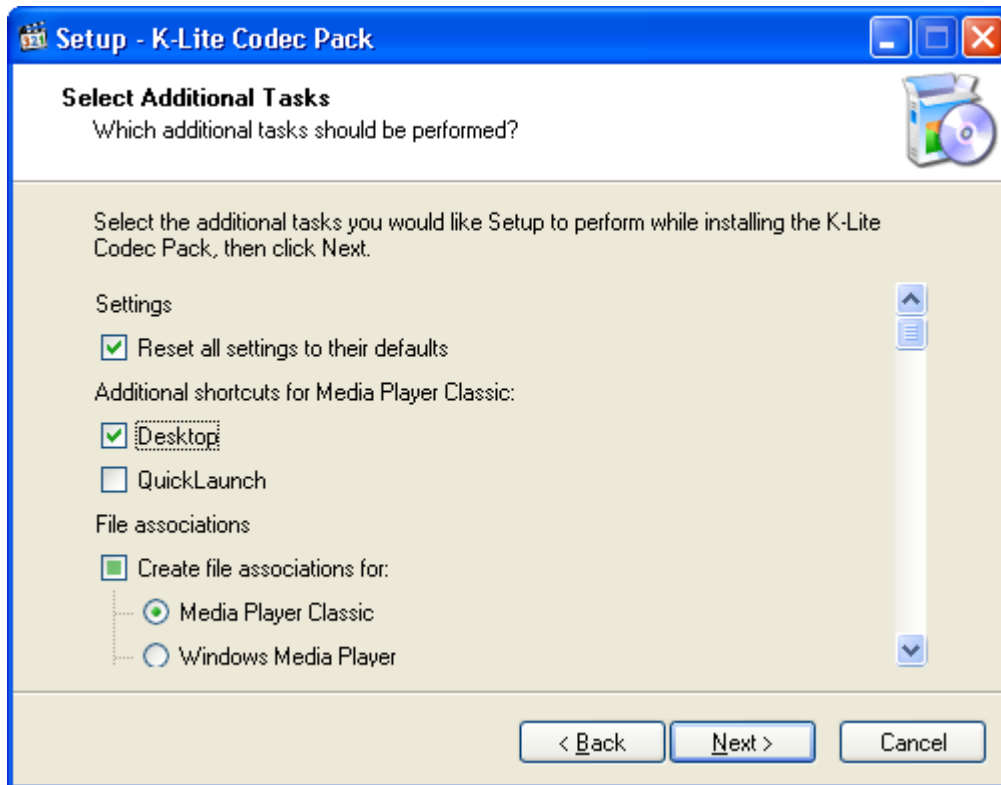 Setup - K-Lite Codec Pack
Select Additional Tasks
Which additional tasks should be performed?
Select the additional tasks you would like Setup to perform while installing the K-Lite
Codec Pack, then click Next.
Settings
Reset all settings to their defaults
Additional shortcuts for Media Player Classic:
Desktop
QuickLaunch
File associations
Create file associations for:
Media Player Classic
Windows Media Player
< Back
Next >
Cancel